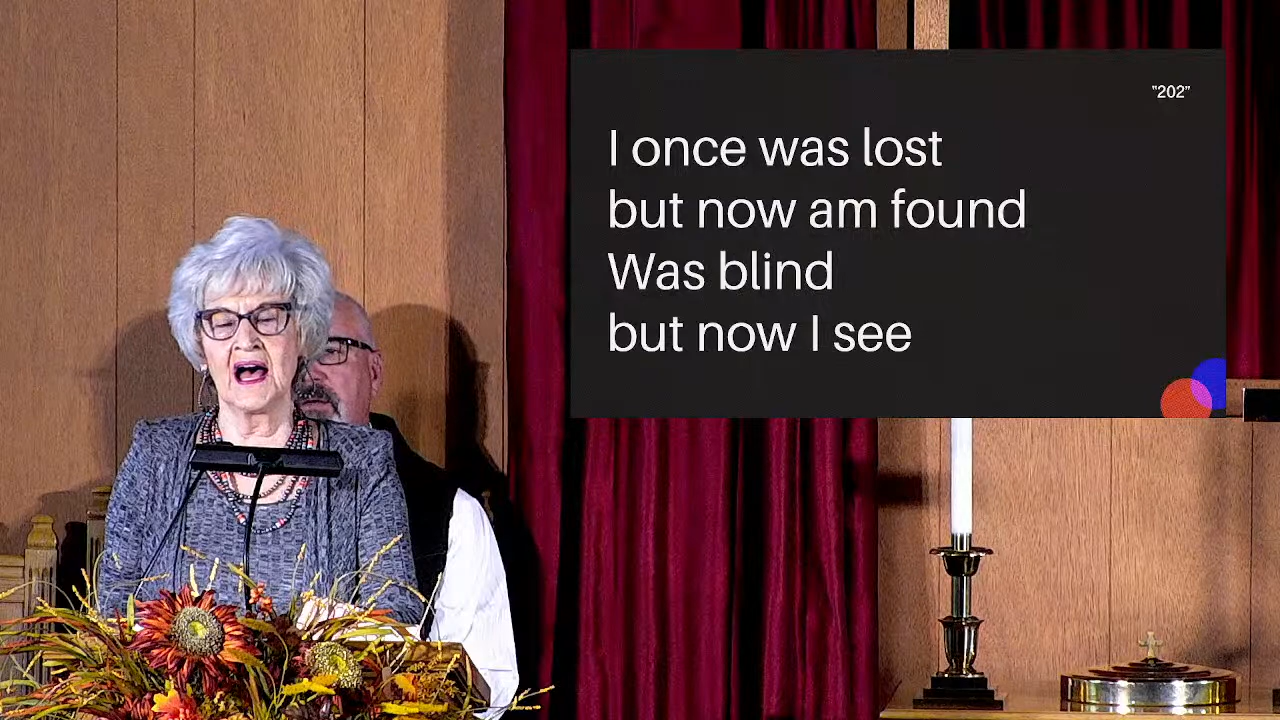 "202"
I once was lost
but now am found
Was blind
but now I see